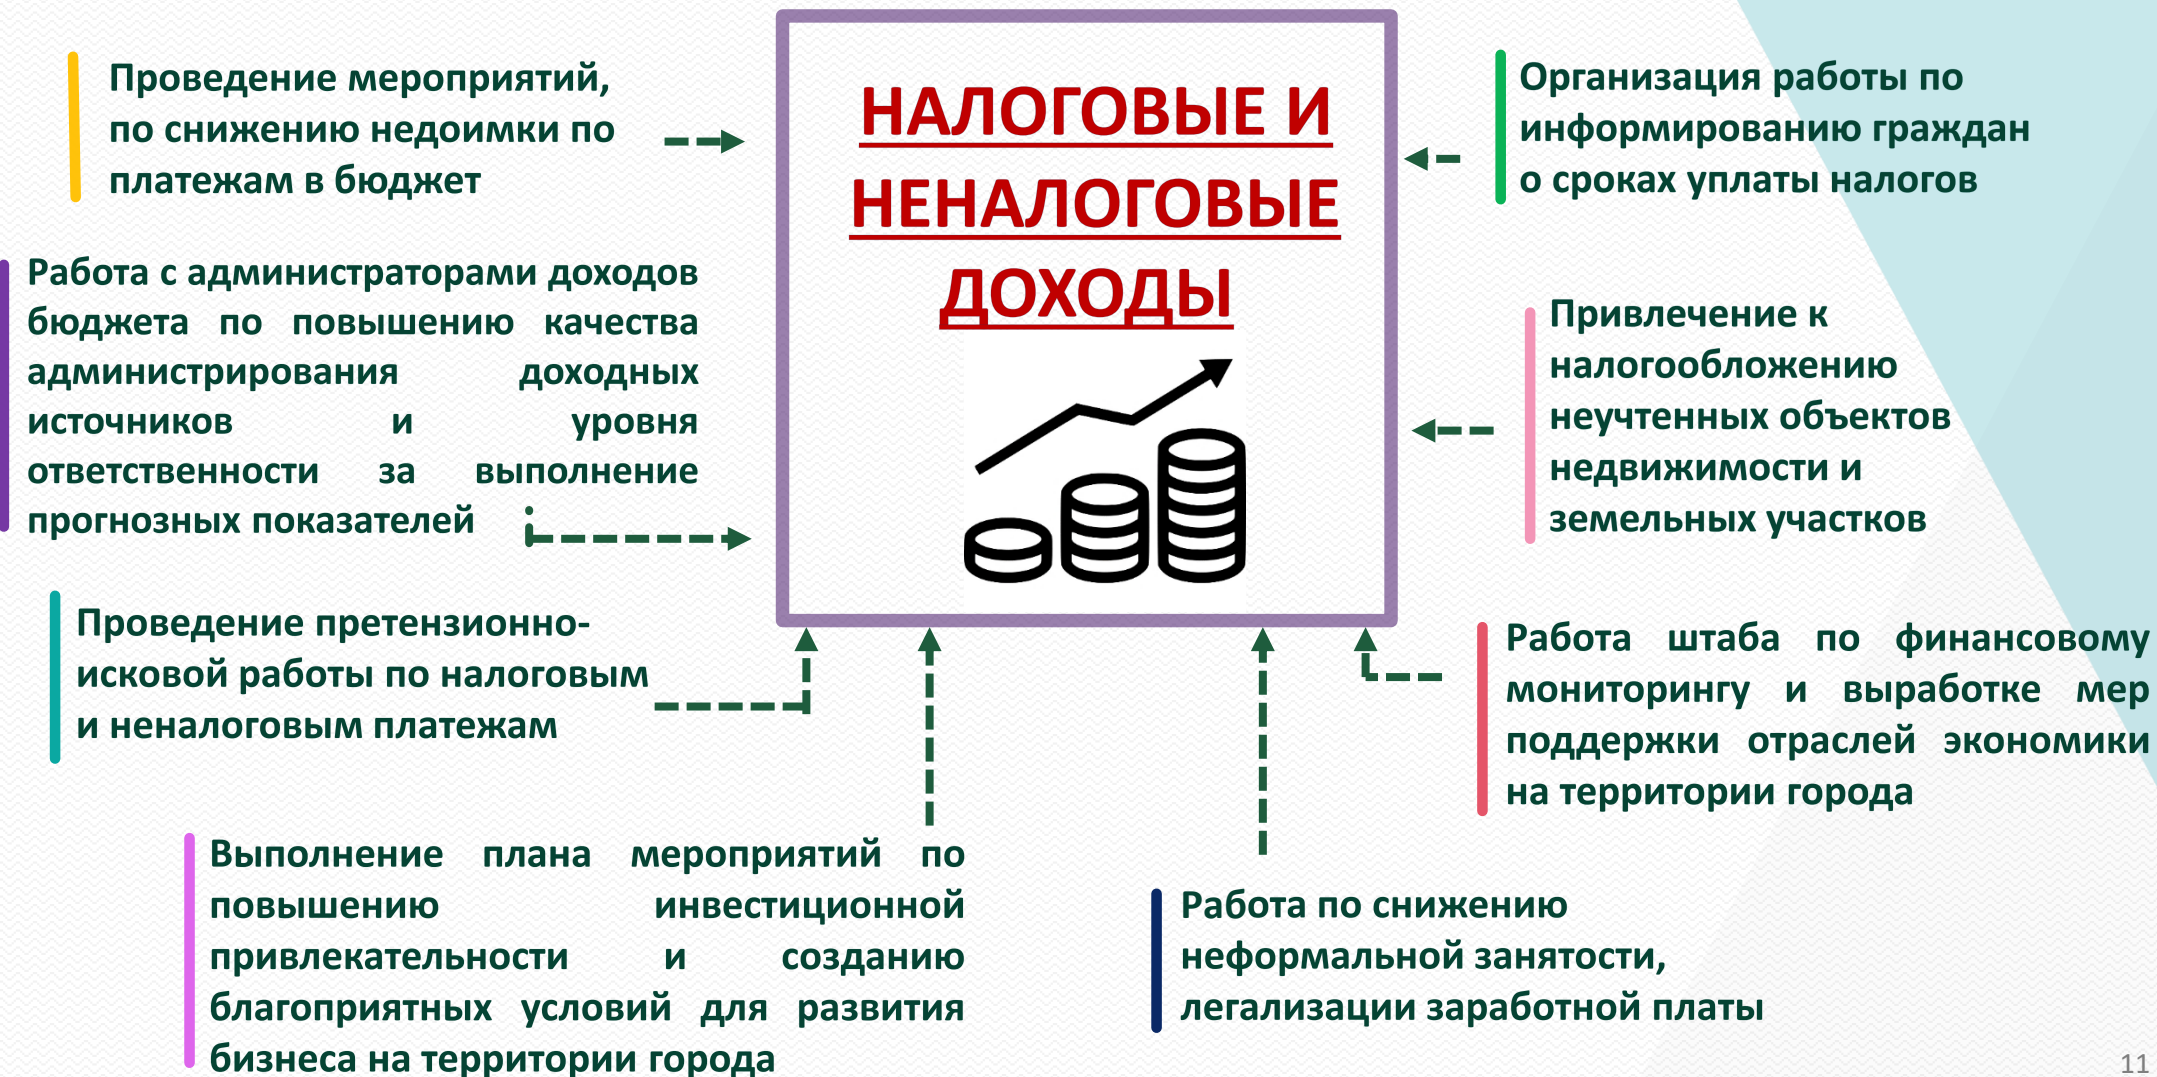 Проведение мероприятий,
по снижению недоимки по
платежам в бюджет
Работа с администраторами доходов
бюджета по повышению качества
администрирования доходных
источников и уровня
ответственности за выполнение
прогнозных показателей
Проведение претензионно-
исковой работы по налоговым
и неналоговым платежам
Выполнение плана мероприятий по
повышению инвестиционной
привлекательности и созданию
благоприятных условий для развития
бизнеса на территории города
НАЛОГОВЫЕ И
НЕНАЛОГОВЫЕ
ДОХОДЫ
Организация работы по
информированию граждан
о сроках уплаты налогов
Привлечение к
налогообложению
неучтенных объектов
недвижимости и
земельных участков
Работа штаба по финансовому
мониторингу и выработке мер
поддержки отраслей экономики
на территории города
Работа по снижению
неформальной занятости,
легализации заработной платы
11